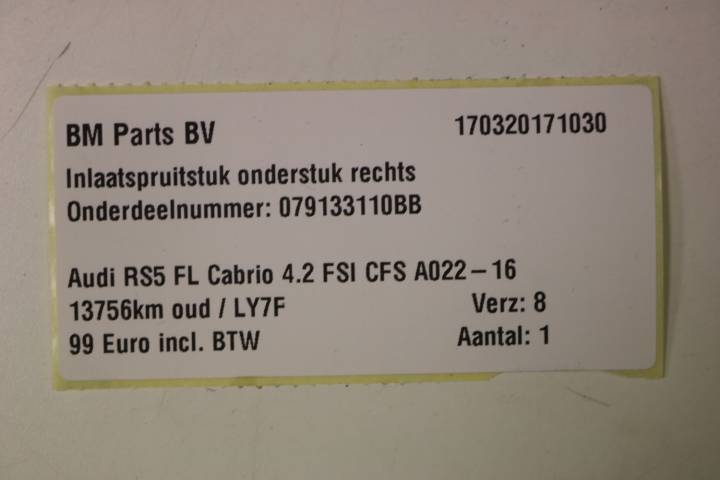 BM Parts BV 170320171030
Inlaatspruitstuk onderstuk rechts
Onderdeelnummer: 079133110BB
Audi RS5 FL Cabrio 4.2 FSI CFS A022-16
13756km oud / LY7F Verz: 8
99 Euro incl. BTW Aantal: 1